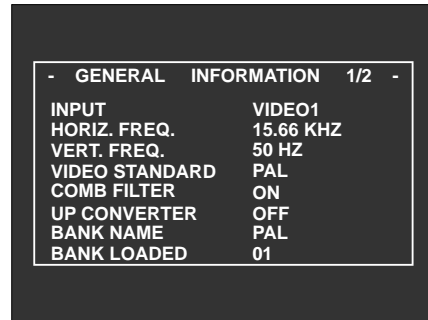 - GENERAL INFORMATION 1/2 -
INPUT VIDEO1
HORIZ. FREQ. 15.66 KHZ
VERT. FREQ. 50 HZ
VIDEO STANDARD PAL
COMB FILTER ON
UP CONVERTER OFF
BANK NAME PAL
BANK LOADED 01